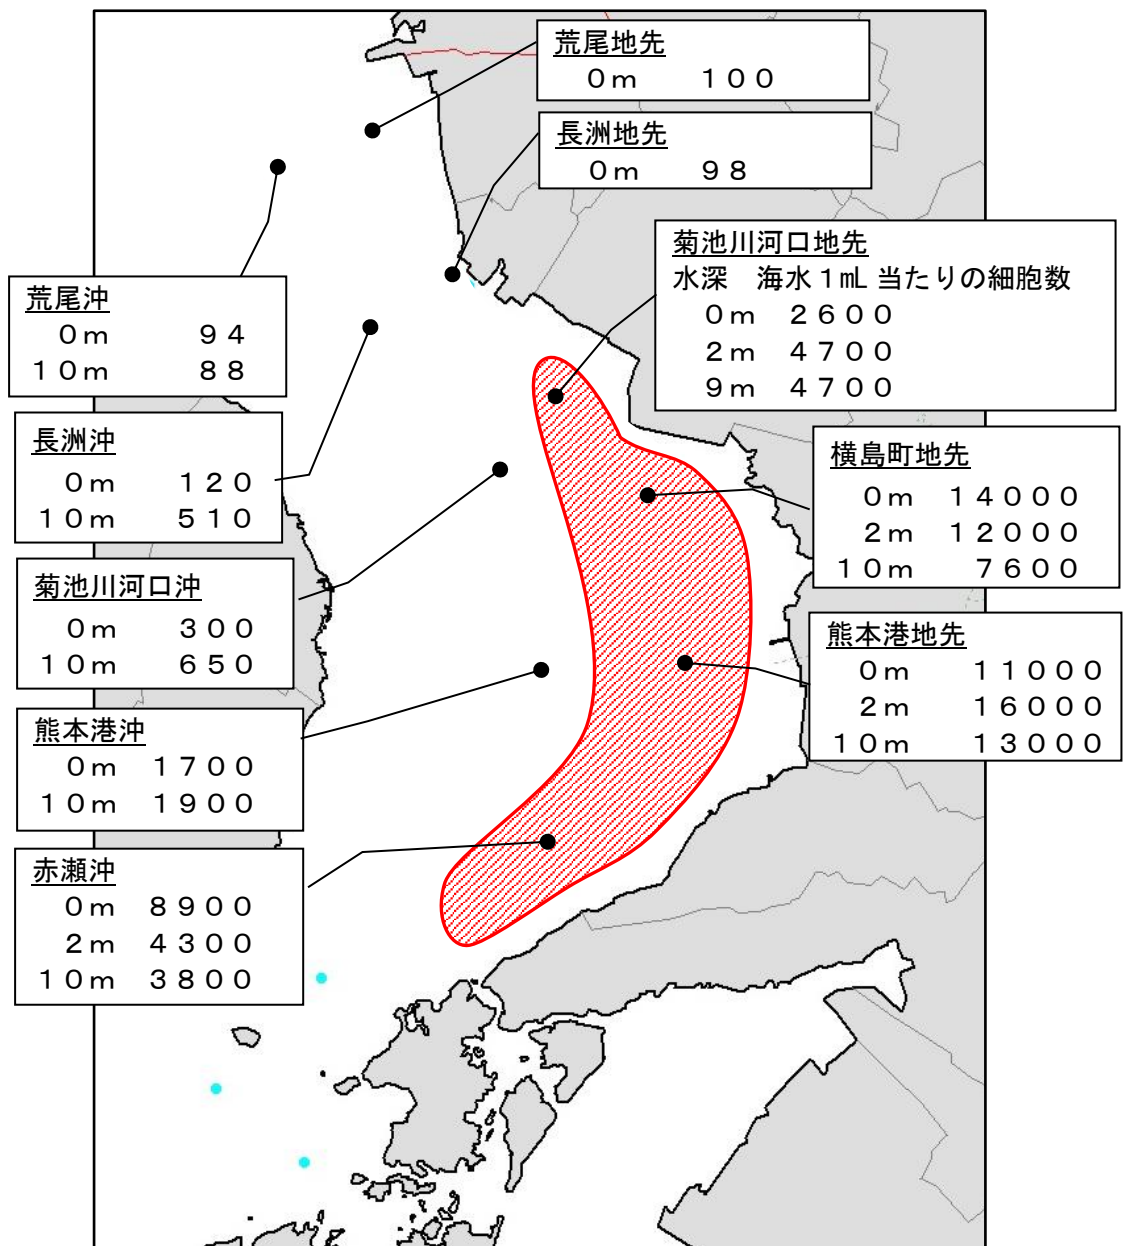 荒尾地先
0m 100
長洲地先
0m 98
菊池川河口地先
水深 海水1mL当たりの細胞数
0m 2600
2m 4700
9m 4700
荒尾沖
0m 94
10m 88
長洲沖
0m 120
10m 510
横島町地先
0m 14000
2m 12000
10m 7600
菊池川河口沖
0m 300
10m 650
熊本港地先
0m 11000
2m 16000
10m 13000
熊本港沖
0m 1700
10m 1900
赤瀬沖
0m 8900
2m 4300
10m 3800